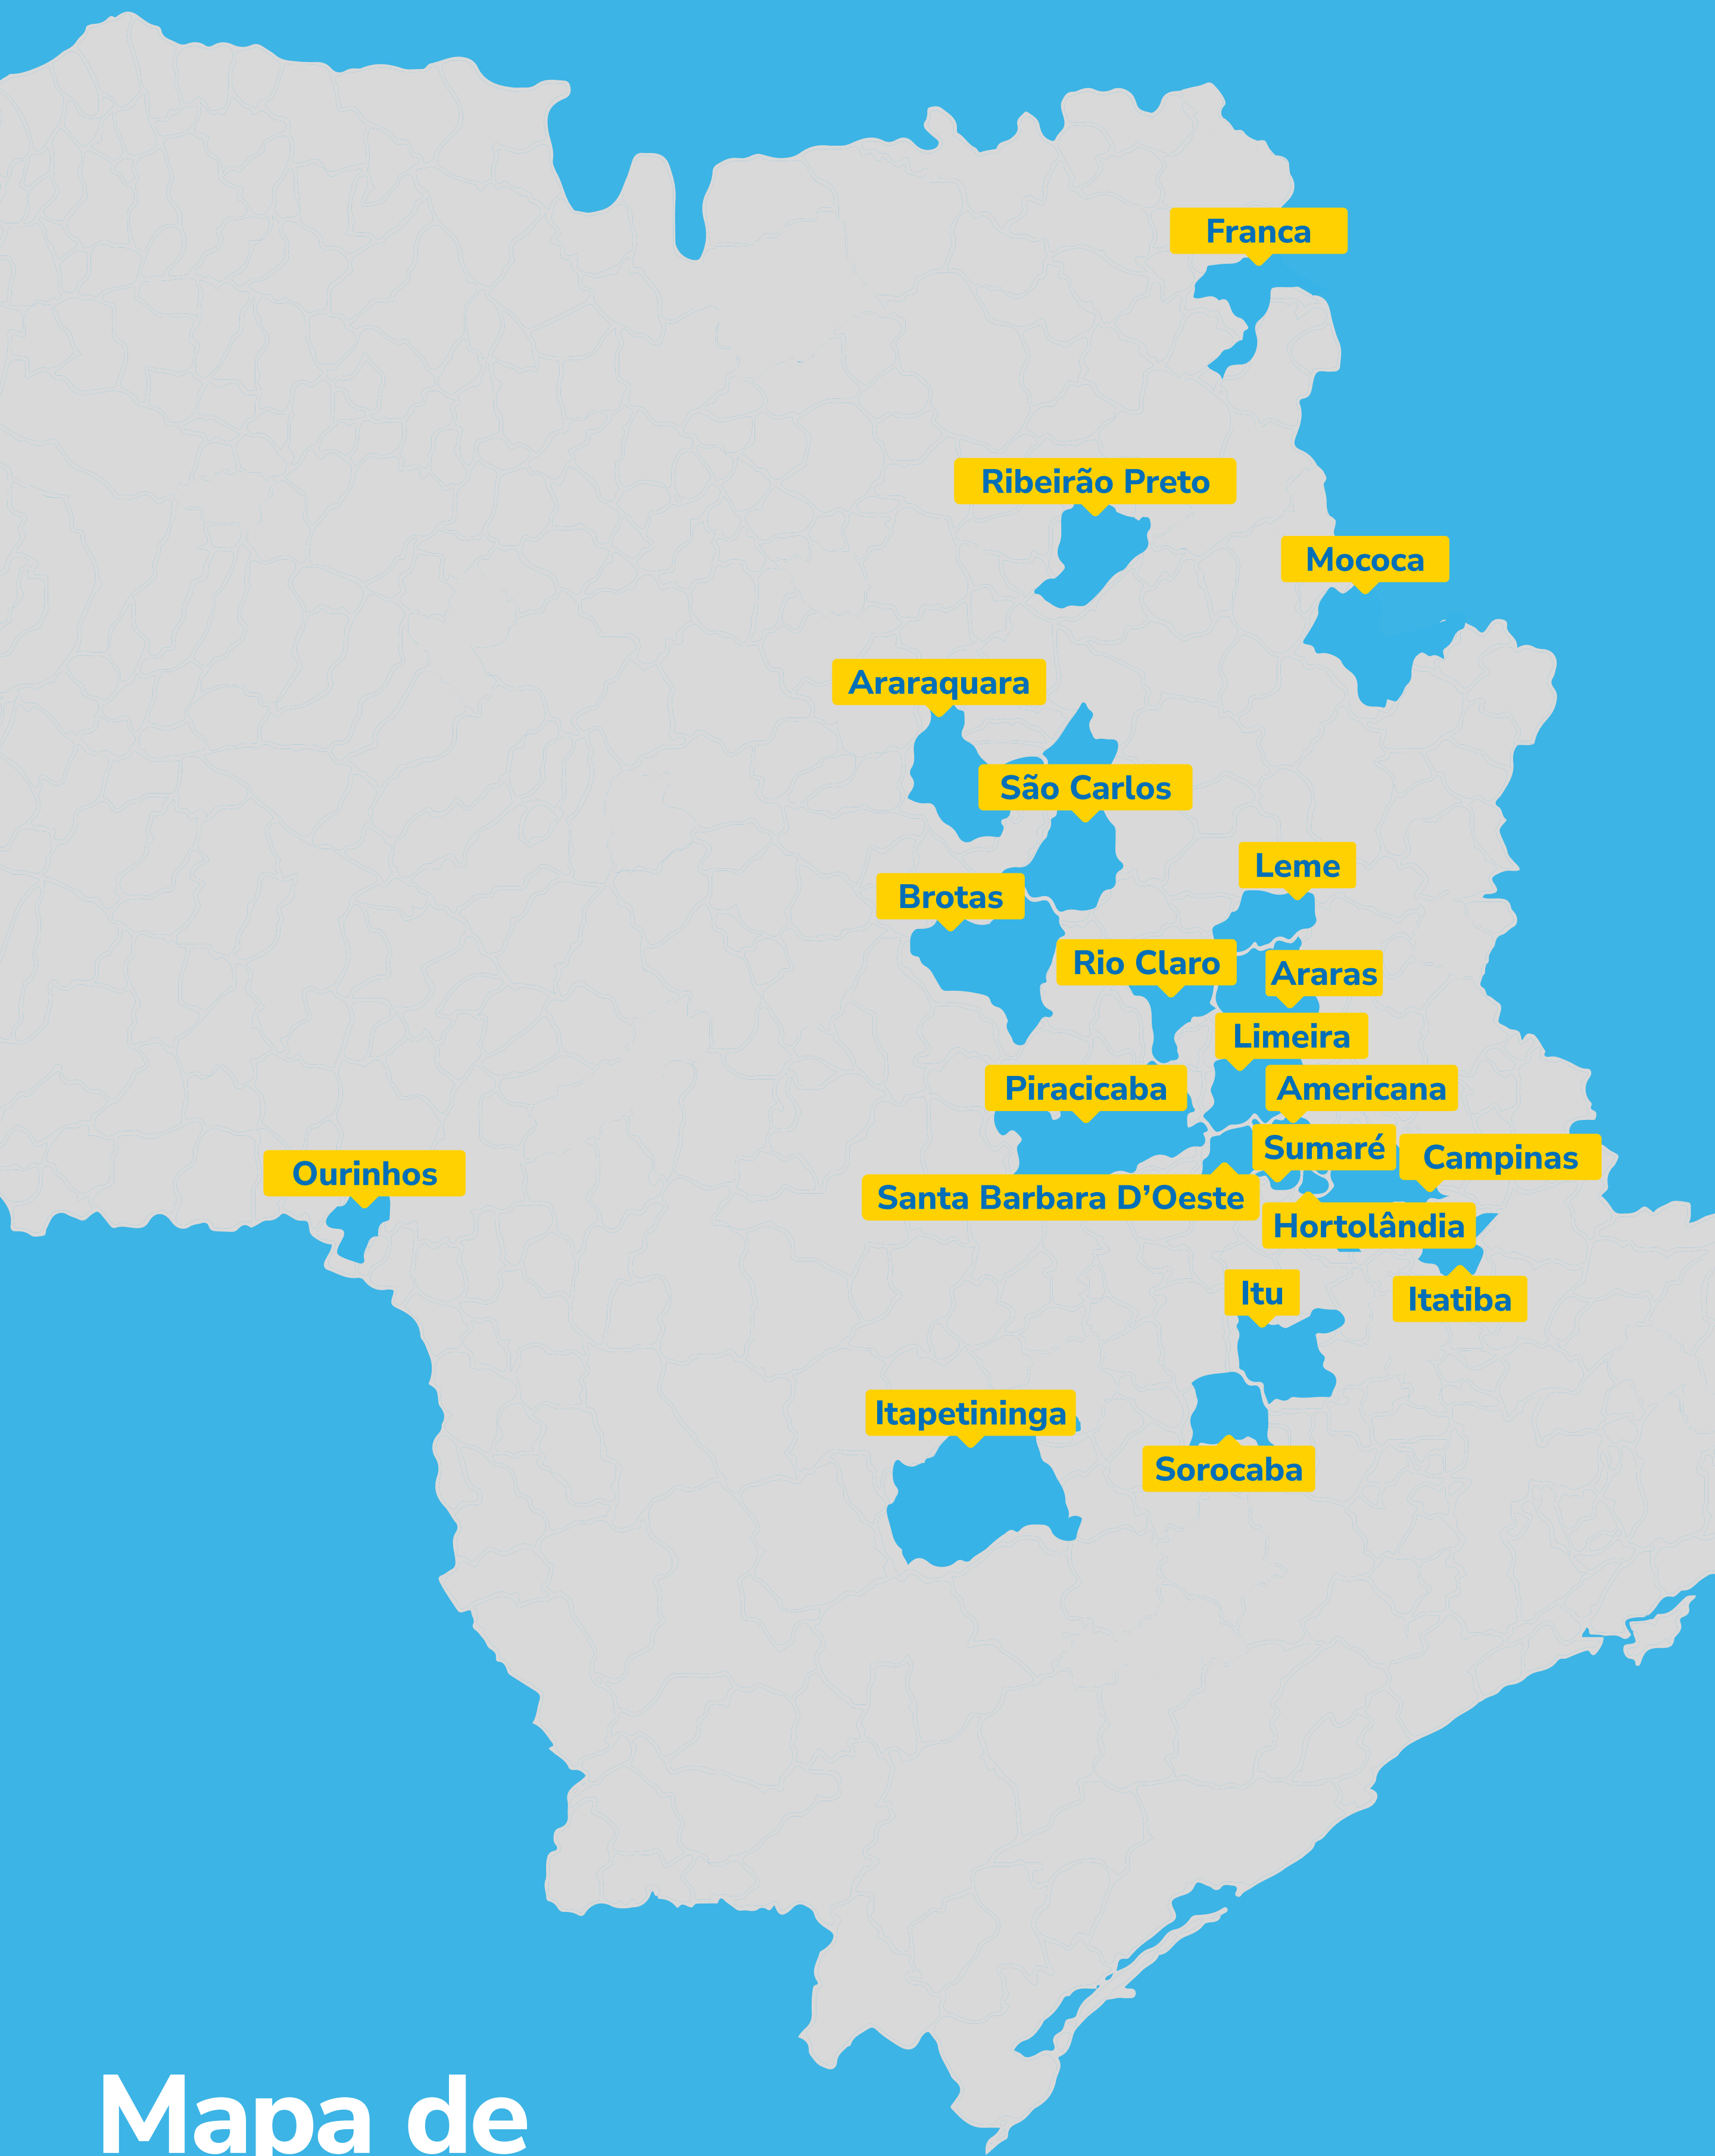 Franca
Ribeirão Preto
Mococa
Araraquara
São Carlos
Leme
Brotas
Rio Claro
Araras
Limeira
Piracicaba
Americana
Sumaré
Campinas
Ourinhos
Santa Barbara D’Oeste
Hortolândia
Itu
Itatiba
Itapetininga
Sorocaba
Mapa de